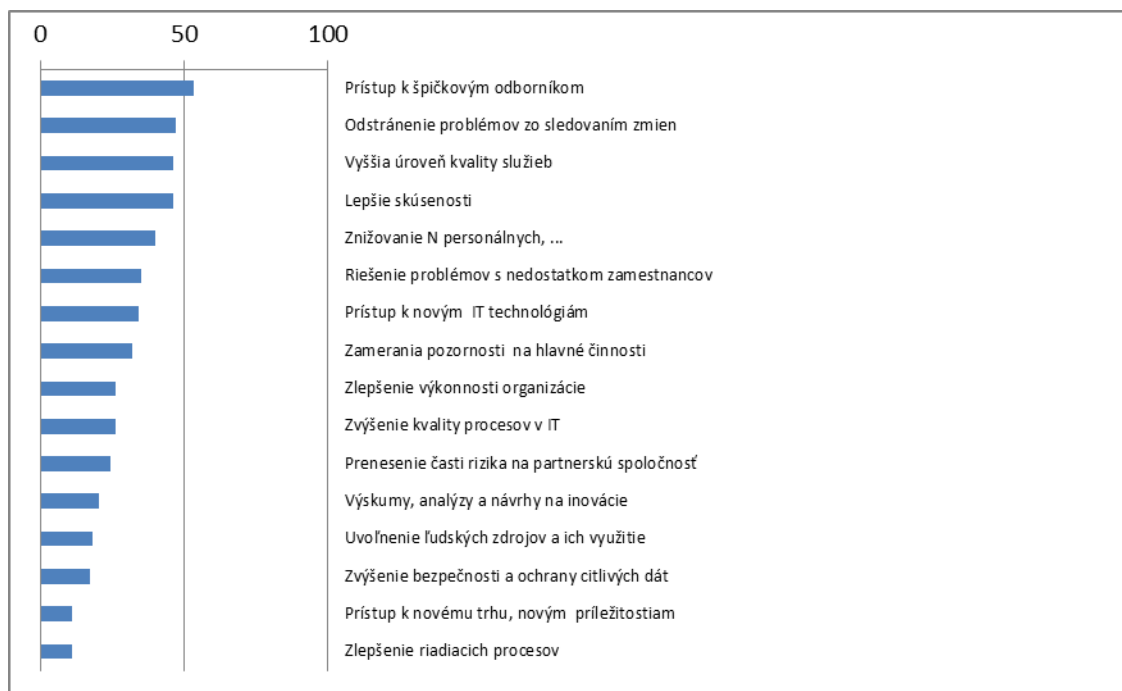 0 50 100
Prístup k špičkovým odborníkom
Odstránenie problémov zo sledovaním zmien
Vyššia úroveň kvality služieb
Lepšie skúsenosti
Znižovanie N personálnych, ...
Riešenie problémov s nedostatkom zamestnancov
Prístup k novým  IT technológiám
Zamerania pozornosti  na hlavné činnosti
Zlepšenie výkonnosti organizácie
Zvýšenie kvality procesov v IT
Prenesenie časti rizika na partnerskú spoločnosť
Výskumy, analýzy a návrhy na inovácie
Uvoľnenie ľudských zdrojov a ich využitie
Zvýšenie bezpečnosti a ochrany citlivých dát
Prístup k novému trhu, novým  príležitostiam
Zlepšenie riadiacich procesov